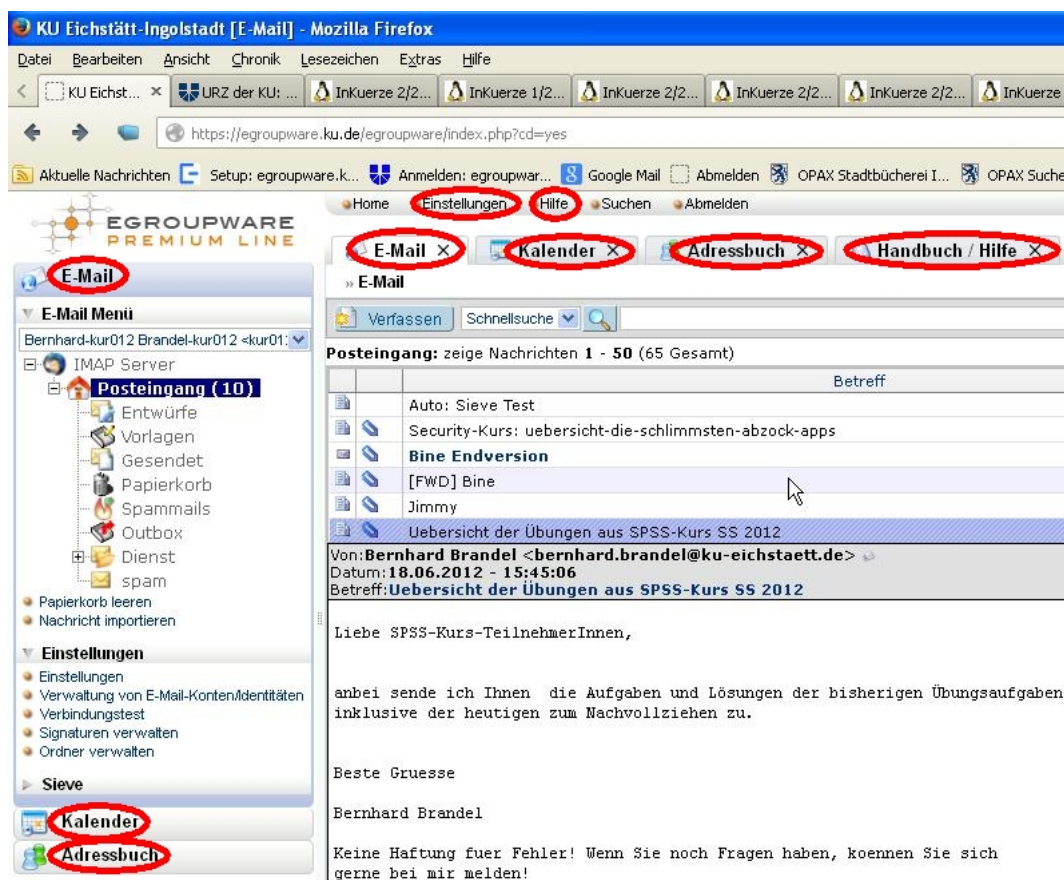 KU Eichstätt-Ingolstadt [E-Mail] - Mozilla Firefox
Datei Bearbeiten Ansicht Chronik Lesezeichen Extras Hilfe
KU Eichst... × URZ der KU: ... InKuerze 2/2... InKuerze 1/2... InKuerze 2/2... InKuerze 2/2... InKuerze 2/2... InKuerze
https://egroupware.ku.de/egroupware/index.php?cd=yes
Aktuelle Nachrichten Setup: egroupware.k... Anmelden: egroupwar... Google Mail Abmelden OPAX Stadtbücherei I... OPAX Suche
Home Einstellungen Hilfe Suchen Abmelden
EGROUPWARE
PREMIUM LINE
E-Mail × Kalender × Adressbuch × Handbuch / Hilfe ×
E-Mail
» E-Mail
E-Mail Menü
Bernhard-kur012 Brandel-kur012 <kur01
IMAP Server
Posteingang (10)
Entwürfe
Vorlagen
Gesendet
Papierkorb
Spammails
Outbox
Dienst
spam
Papierkorb leeren
Nachricht importieren
Einstellungen
Einstellungen
Verwaltung von E-Mail-Konten/Identitäten
Verbindungstest
Signaturen verwalten
Ordner verwalten
Sieve
Kalender
Adressbuch
Verfassen Schnellsuche
Posteingang: zeige Nachrichten 1 - 50 (65 Gesamt)
Betreff
Auto: Sieve Test
Security-Kurs: uebersicht-die-schlimmsten-abzock-apps
Bine Endversion
[FWD] Bine
Jimmy
Uebersicht der Übungen aus SPSS-Kurs SS 2012
Von:Bernhard Brandel <bernhard.brandel@ku-eichstaett.de>
Datum:18.06.2012 - 15:45:06
Betreff:Uebersicht der Übungen aus SPSS-Kurs SS 2012
Liebe SPSS-Kurs-TeilnehmerInnen,
anbei sende ich Ihnen die Aufgaben und Lösungen der bisherigen Übungsaufgaben
inklusive der heutigen zum Nachvollziehen zu.
Beste Gruesse
Bernhard Brandel
Keine Haftung fuer Fehler! Wenn Sie noch Fragen haben, koennen Sie sich
gerne bei mir melden!